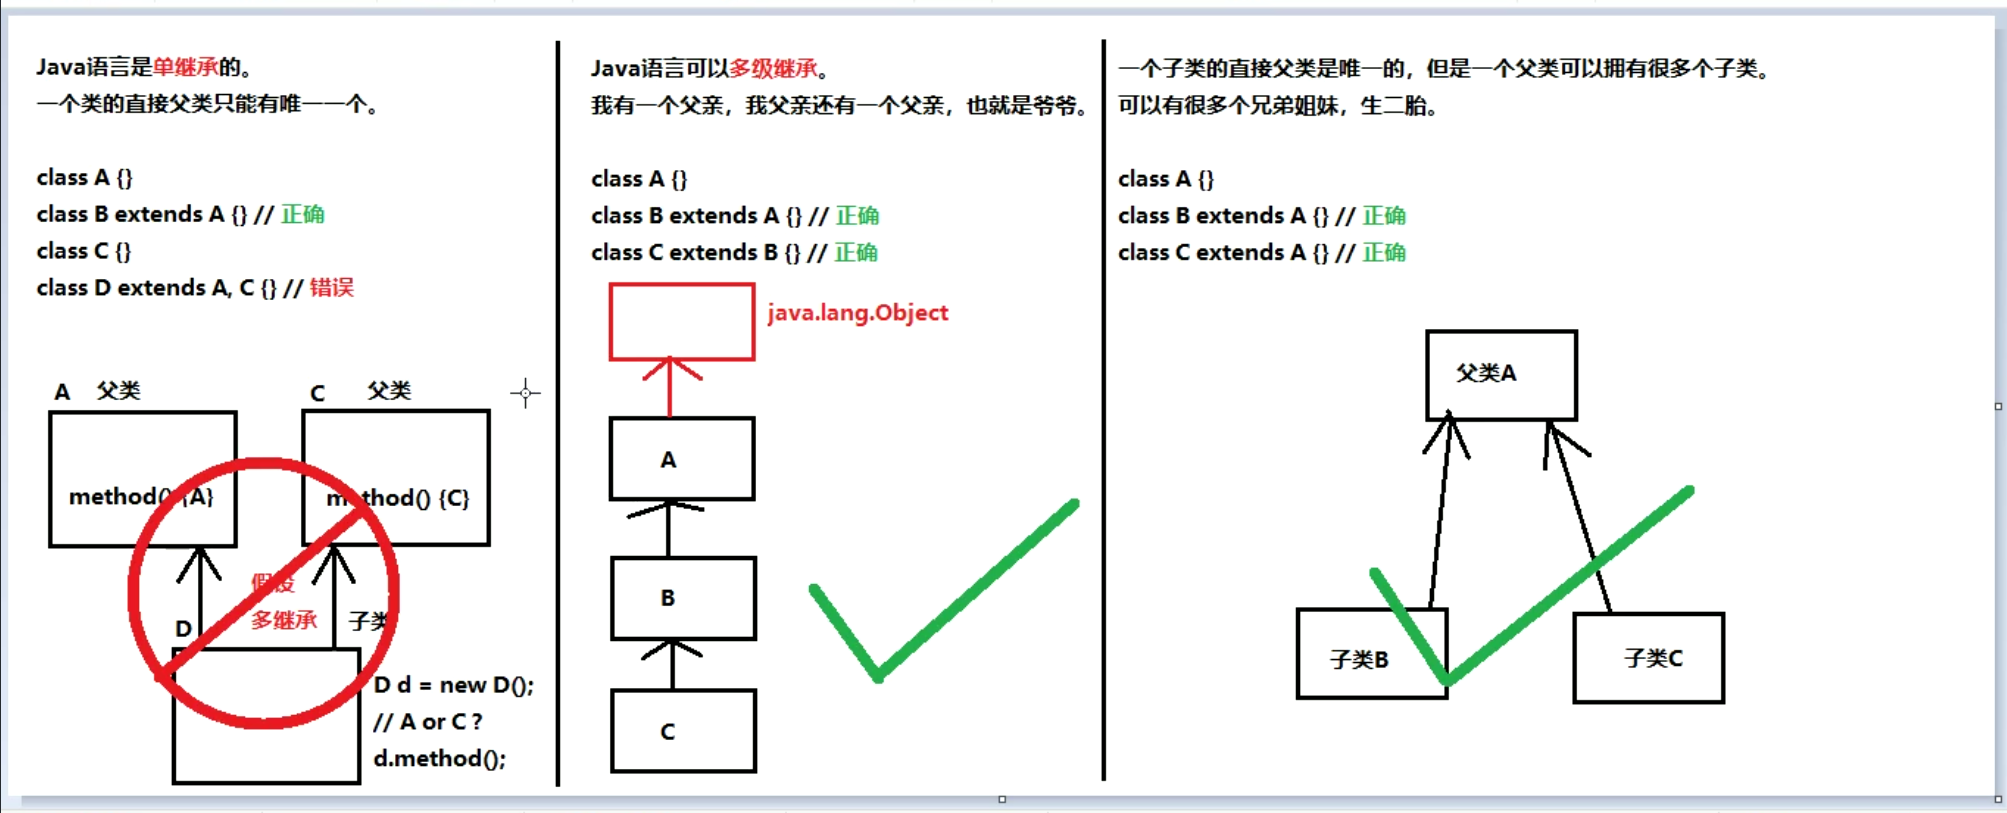 Java语言是单继承的。
一个类的直接父类只能有唯一一个。
class A {}
class B extends A {} // 正确
class C {}
class D extends A, C {} // 错误
A 父类
C 父类
method() {A}
method() {C}
假设
多继承
D
子类
D d = new D();
// A or C ?
d.method();
Java语言可以多级继承。
我有一个父亲，我父亲还有一个父亲，也就是爷爷。
class A {}
class B extends A {} // 正确
class C extends B {} // 正确
java.lang.Object
A
B
C
一个子类的直接父类是唯一的，但是一个父类可以拥有很多个子类。
可以有很多个兄弟姐妹，生二胎。
class A {}
class B extends A {} // 正确
class C extends A {} // 正确
父类A
子类B
子类C